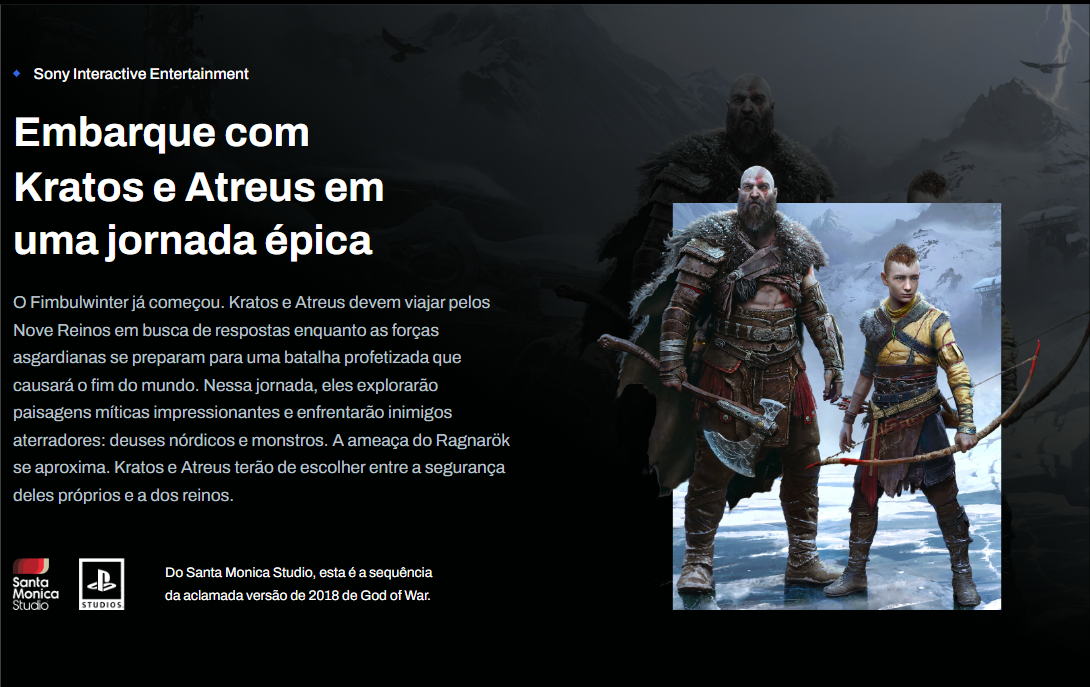 Sony Interactive Entertainment
Embarque com
Kratos e Atreus em
uma jornada épica
O Fimbulwinter já começou. Kratos e Atreus devem viajar pelos
Nove Reinos em busca de respostas enquanto as forças
asgardianas se preparam para uma batalha profetizada que
causará o fim do mundo. Nessa jornada, eles explorarão
paisagens míticas impressionantes e enfrentarão inimigos
aterradores: deuses nórdicos e monstros. A ameaça do Ragnarök
se aproxima. Kratos e Atreus terão de escolher entre a segurança
deles próprios e a dos reinos.
Santa
Monica
Studio
STUDIOS
Do Santa Monica Studio, esta é a sequência
da aclamada versão de 2018 de God of War.